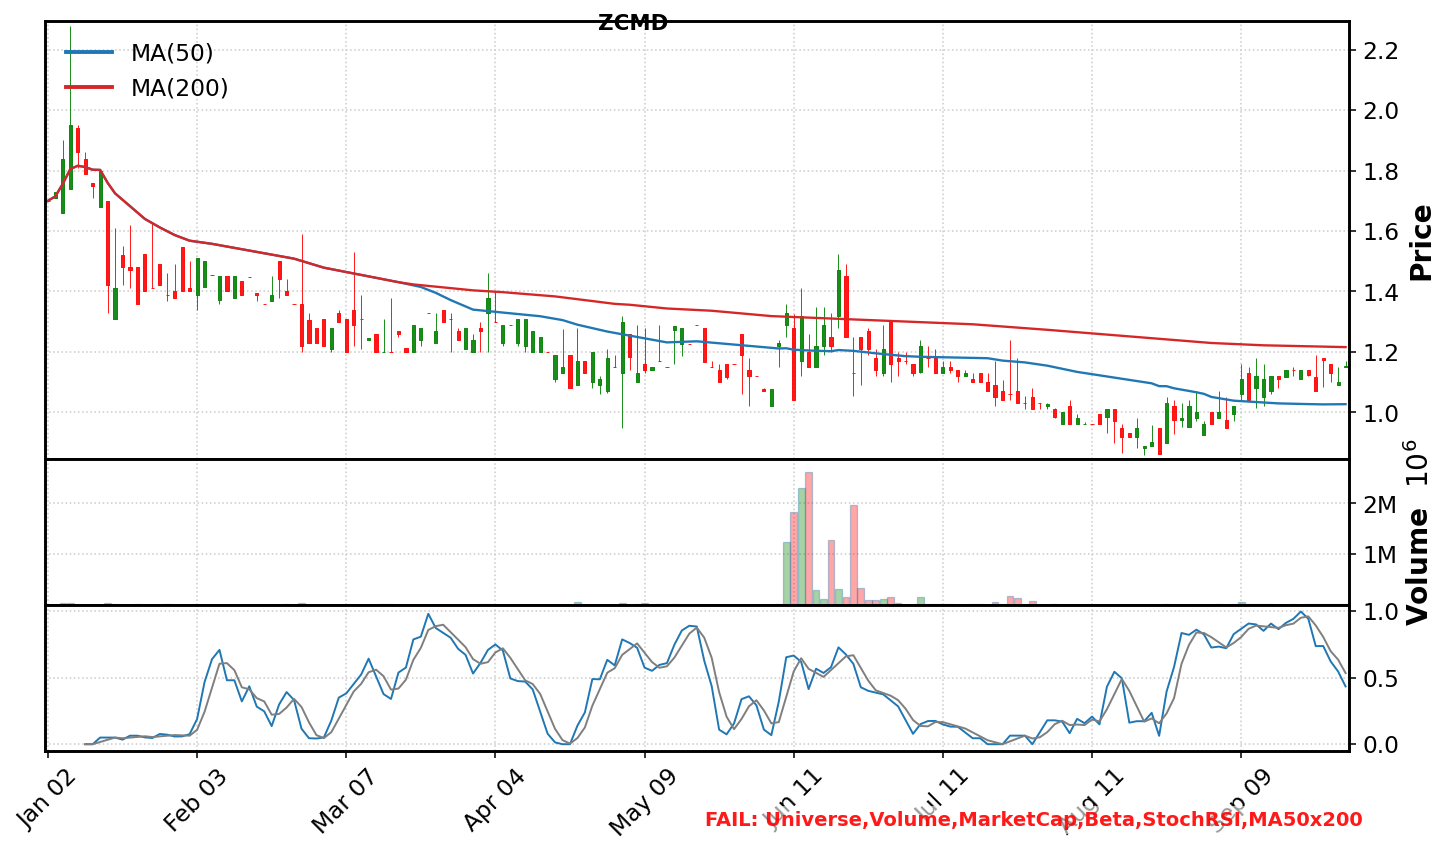 ZCMD
MA(50)
MA(200)
2.2
2.0
1.8
1.6
1.4
1.2
1.0
Price
10^6
2M
1M
Volume
1.0
0.5
0.0
Jan 02
Feb 03
Mar 07
Apr 04
May 09
Jun 11
Jul 11
Aug 11
Sep 09
FAIL: Universe,Volume,MarketCap,Beta,StochRSI,MA50x200